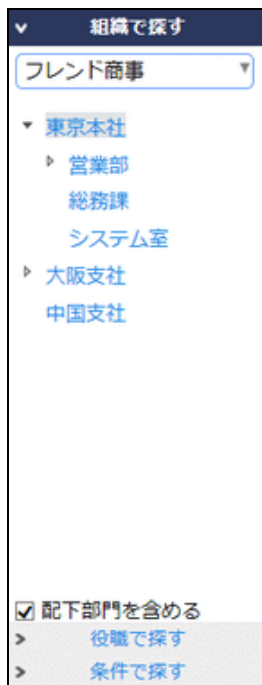 組織で探す
フレンド商事
東京本社
営業部
総務課
システム室
大阪支社
中国支社
配下部門を含める
役職で探す
条件で探す